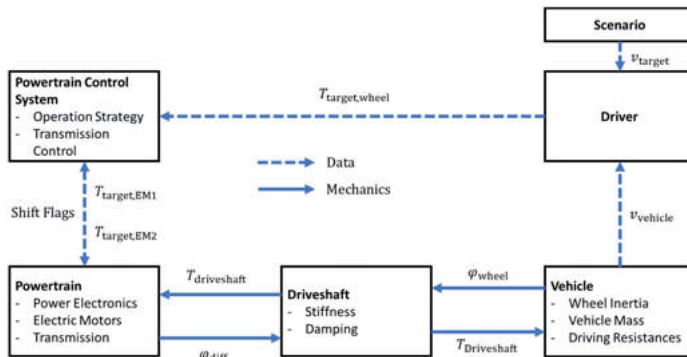 Scenario
v_target
Powertrain Control
System
- Operation Strategy
- Transmission
Control
T_target,wheel
Driver
Data
Mechanics
Shift Flags
T_target,EM1
T_target,EM2
v_vehicle
Powertrain
- Power Electronics
- Electric Motors
- Transmission
T_driveshaft
Driveshaft
- Stiffness
- Damping
φ_wheel
T_Driveshaft
Vehicle
- Wheel Inertia
- Vehicle Mass
- Driving Resistances